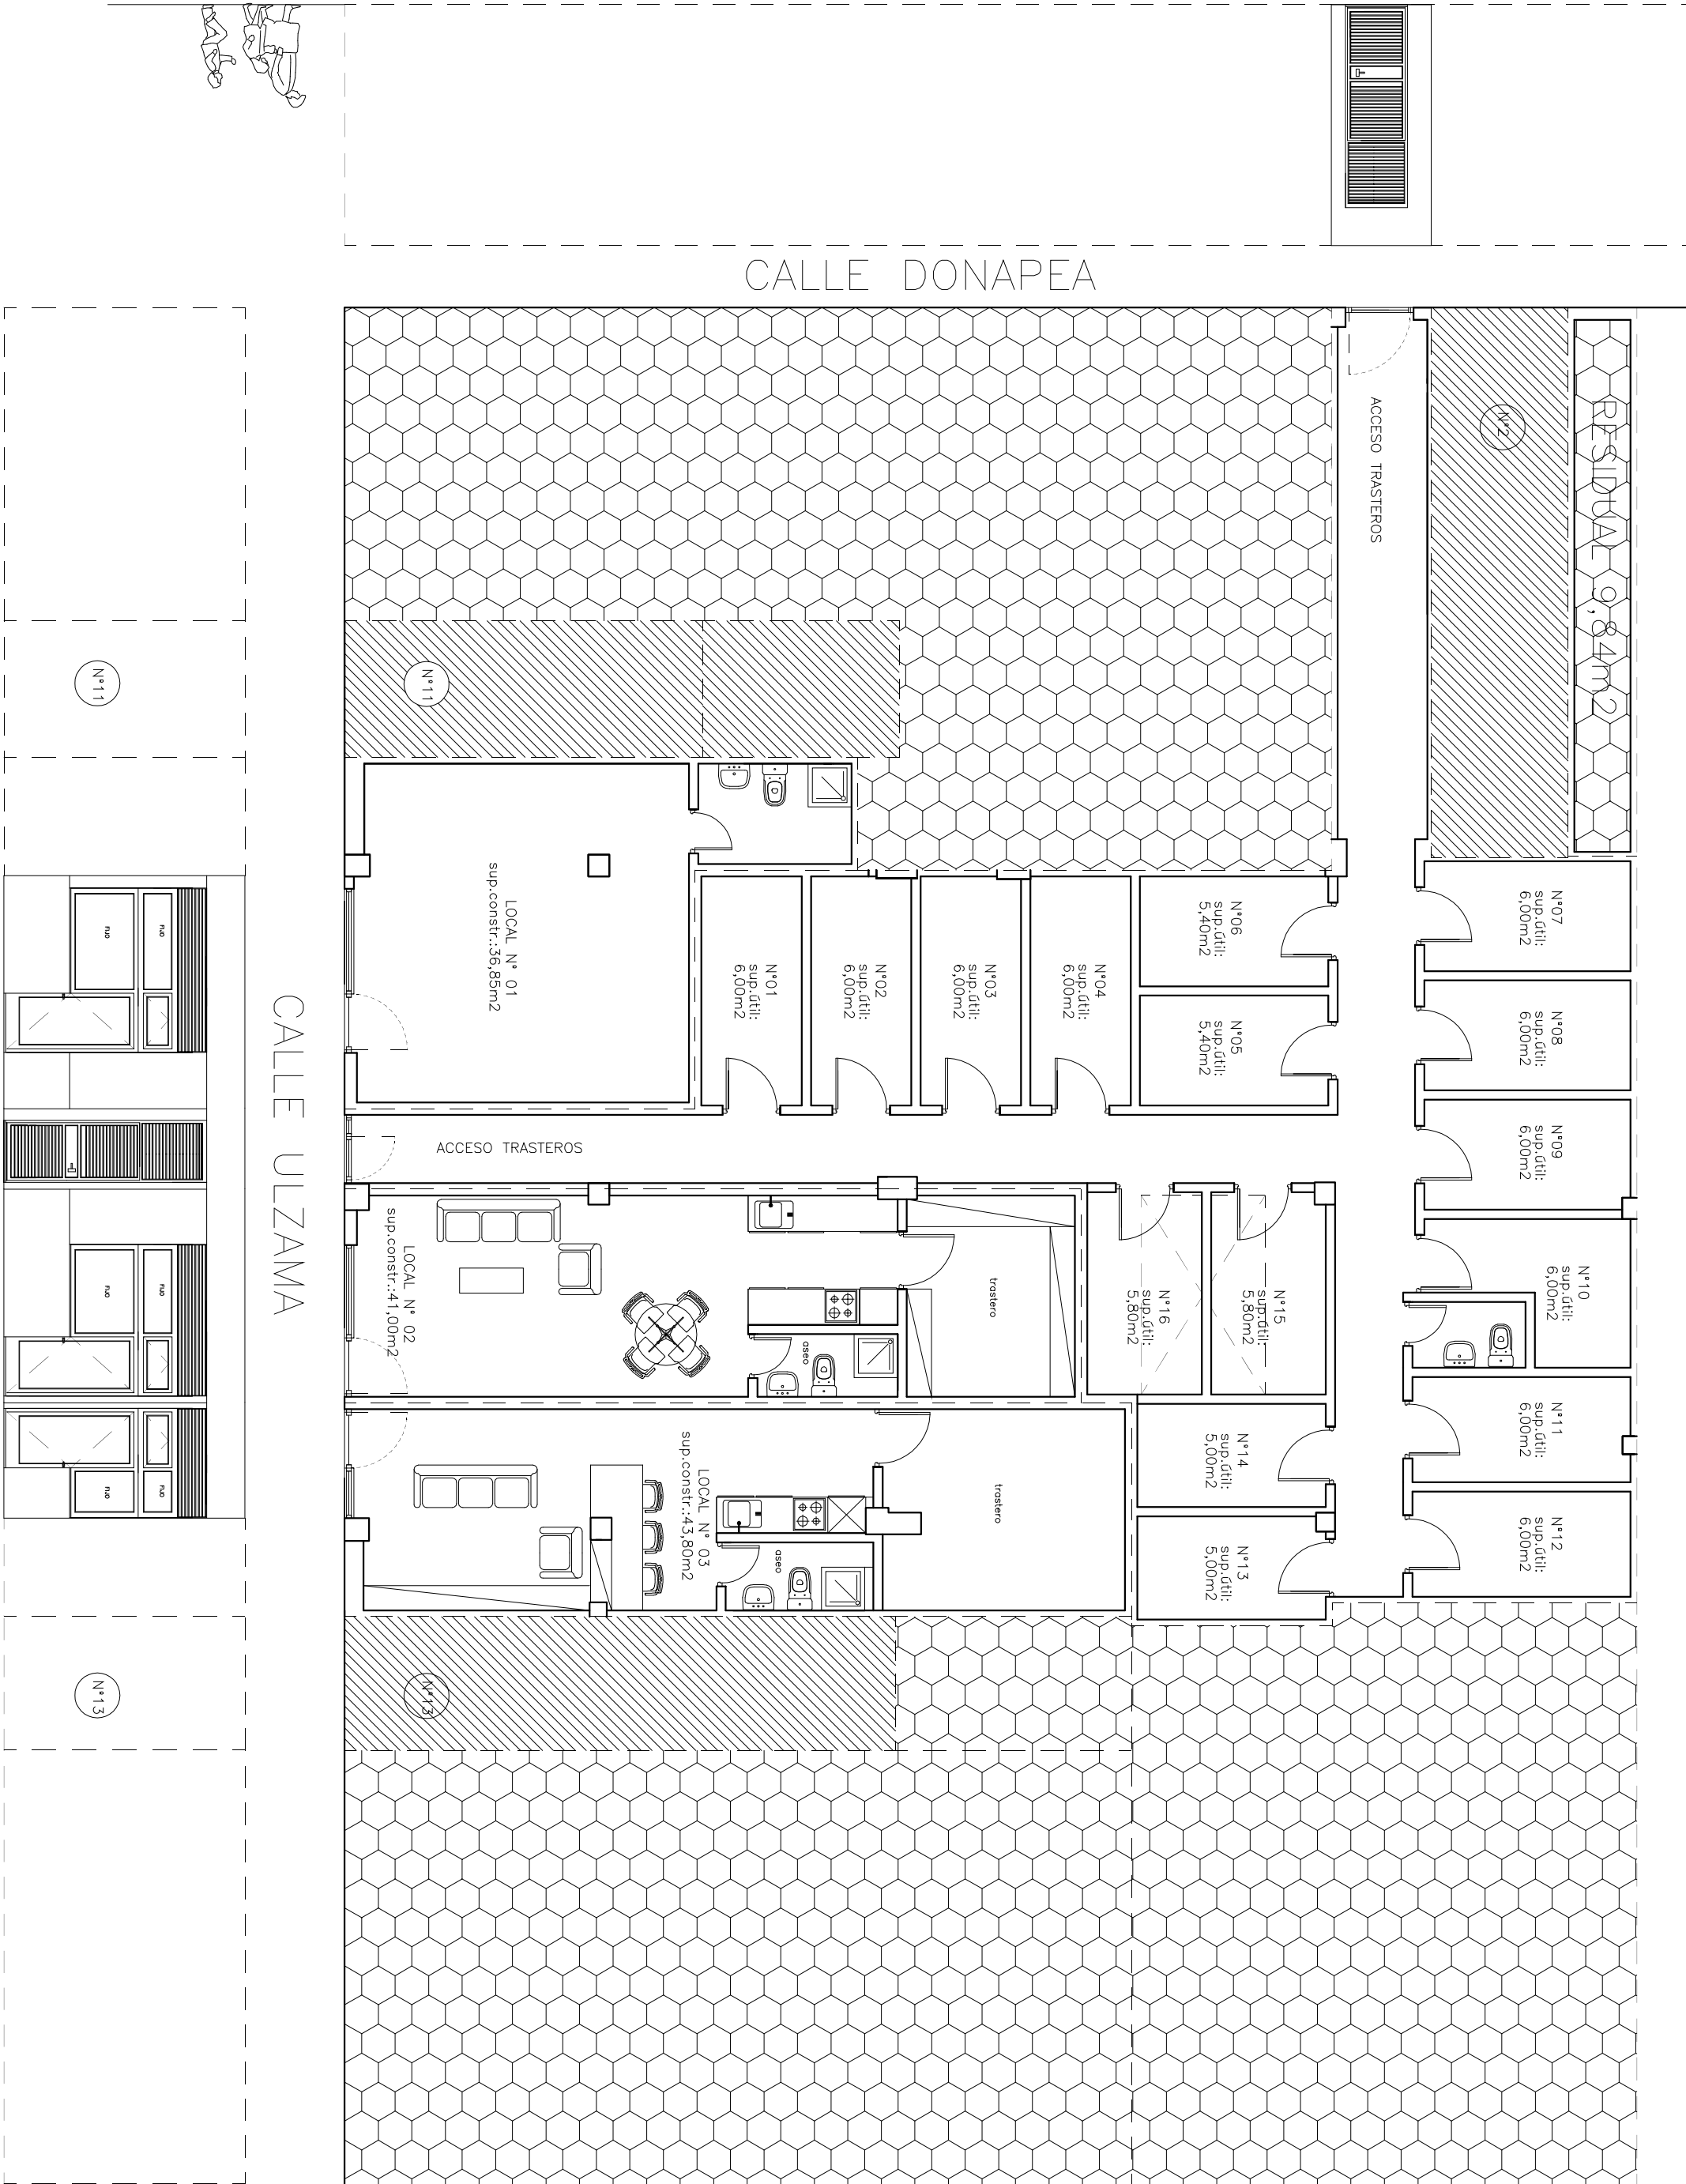 CALLE DONAPEA
ACCESO TRASTEROS
N°2
RESIDUAL 9,84m2
N°11
N°11
LOCAL N° 01
sup.constr.:36,85m2
N°01
sup.útil:
6,00m2
N°02
sup.útil:
6,00m2
N°03
sup.útil:
6,00m2
N°04
sup.útil:
6,00m2
N°06
sup.útil:
5,40m2
N°05
sup.útil:
5,40m2
N°07
sup.útil:
6,00m2
N°08
sup.útil:
6,00m2
N°09
sup.útil:
6,00m2
N°10
sup.útil:
6,00m2
N°11
sup.útil:
6,00m2
N°12
sup.útil:
6,00m2
FIJO
FIJO
CALLE ULZAMA
ACCESO TRASTEROS
LOCAL N° 02
sup.constr.:41,00m2
aseo
trastero
N°16
sup.útil:
5,80m2
N°15
sup.útil:
5,80m2
FIJO
FIJO
N°14
sup.útil:
5,00m2
N°13
sup.útil:
5,00m2
LOCAL N° 03
sup.constr.:43,80m2
aseo
trastero
FIJO
FIJO
N°13
N°13